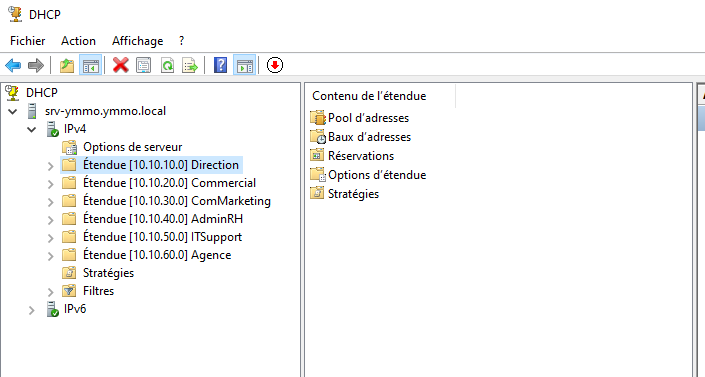 DHCP
Fichier Action Affichage ?
DHCP
srv-ymmo.ymmo.local
IPv4
Options de serveur
Étendue [10.10.10.0] Direction
Étendue [10.10.20.0] Commercial
Étendue [10.10.30.0] ComMarketing
Étendue [10.10.40.0] AdminRH
Étendue [10.10.50.0] ITSupport
Étendue [10.10.60.0] Agence
Stratégies
Filtres
IPv6
Contenu de l'étendue
Pool d'adresses
Baux d'adresses
Réservations
Options d'étendue
Stratégies